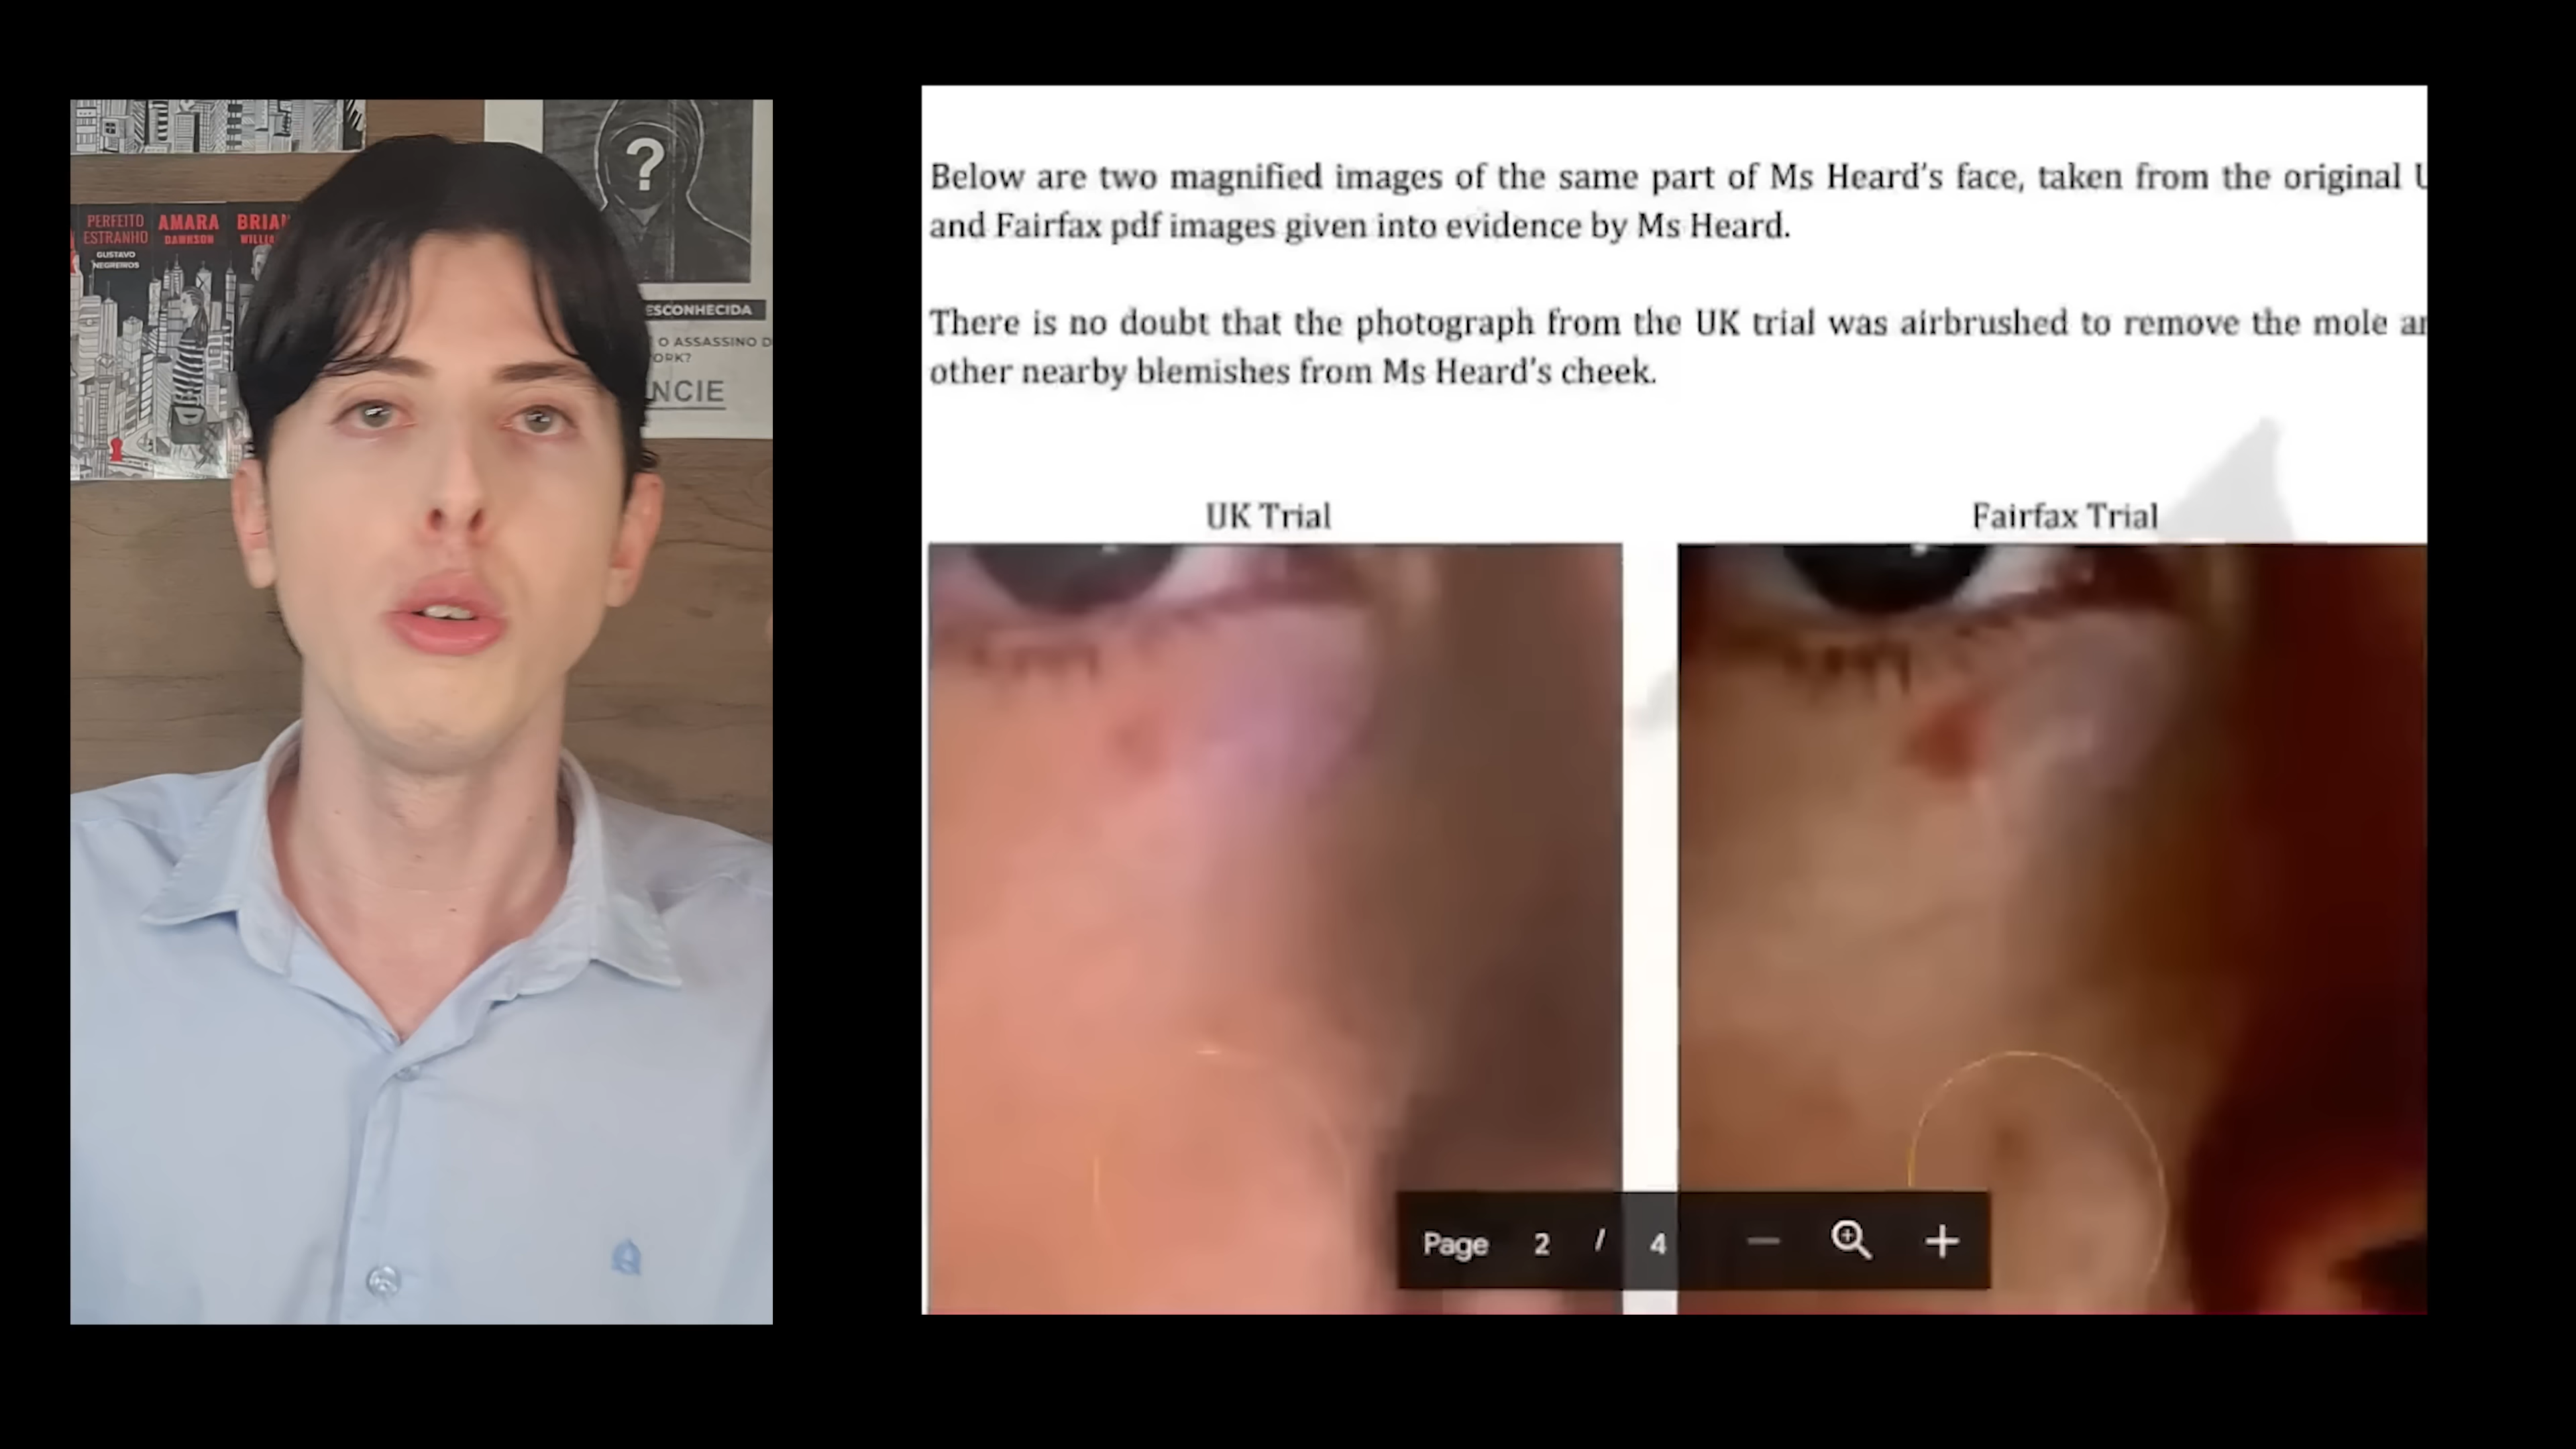 PERFEITO
ESTRANHO
GUSTAVO
NEGREIROS
AMARA
DAWKSON
BRIAN
?
ESCONHECIDA
O ASSASSINO D
ORK?
NCIE
Below are two magnified images of the same part of Ms Heard's face, taken from the original U
and Fairfax pdf images given into evidence by Ms Heard.
There is no doubt that the photograph from the UK trial was airbrushed to remove the mole an
other nearby blemishes from Ms Heard's cheek.
UK Trial
Fairfax Trial
Page 2 / 4